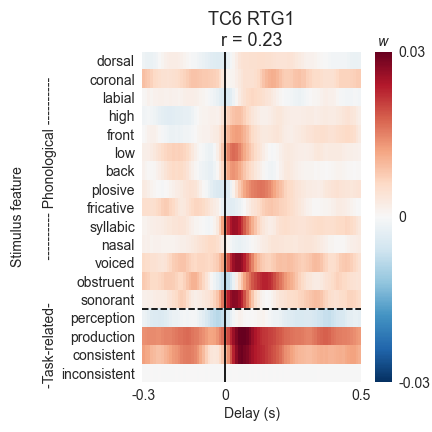 TC6 RTG1
r = 0.23
w
dorsal
coronal
labial
high
front
low
back
plosive
fricative
syllabic
nasal
voiced
obstruent
sonorant
perception
production
consistent
inconsistent
Stimulus feature
-Task-related- ----------- Phonological ----------
-0.3
0
0.5
Delay (s)
0.03
0
-0.03